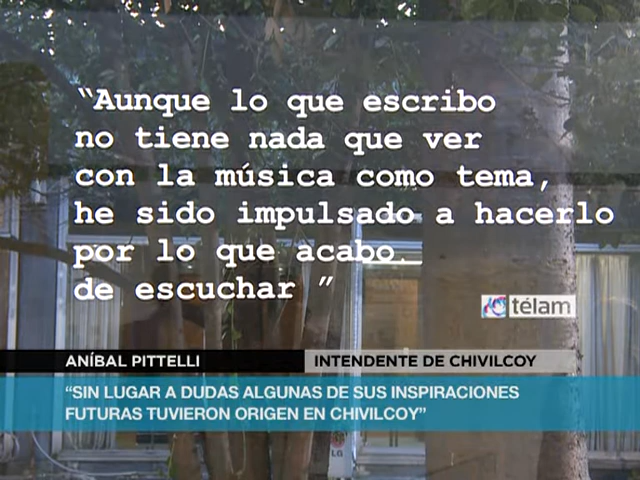 “Aunque lo que escribo
no tiene nada que ver
con la música como tema,
he sido impulsado a hacerlo
por lo que acabo.
de escuchar ”
télam
ANÍBAL PITTELLI
INTENDENTE DE CHIVILCOY
“SIN LUGAR A DUDAS ALGUNAS DE SUS INSPIRACIONES
FUTURAS TUVIERON ORIGEN EN CHIVILCOY”
LG